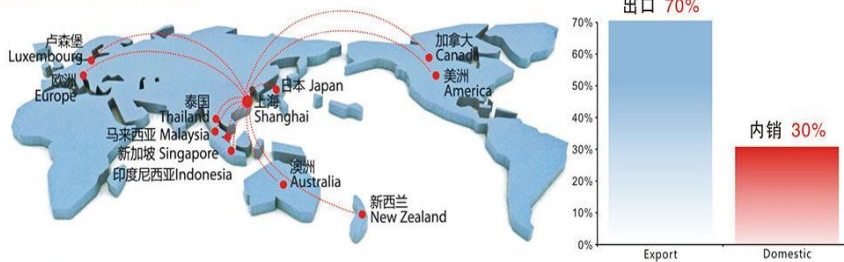 卢森堡
Luxembourg
欧洲
Europe
泰国
Thailand
马来西亚 Malaysia
新加坡 Singapore
印度尼西亚Indonesia
日本 Japan
上海
Shanghai
澳洲
Australia
新西兰
New Zealand
加拿大
Canada
美洲
America
出口 70%
内销 30%
70%
60%
50%
40%
30%
20%
10%
0%
Export
Domestic